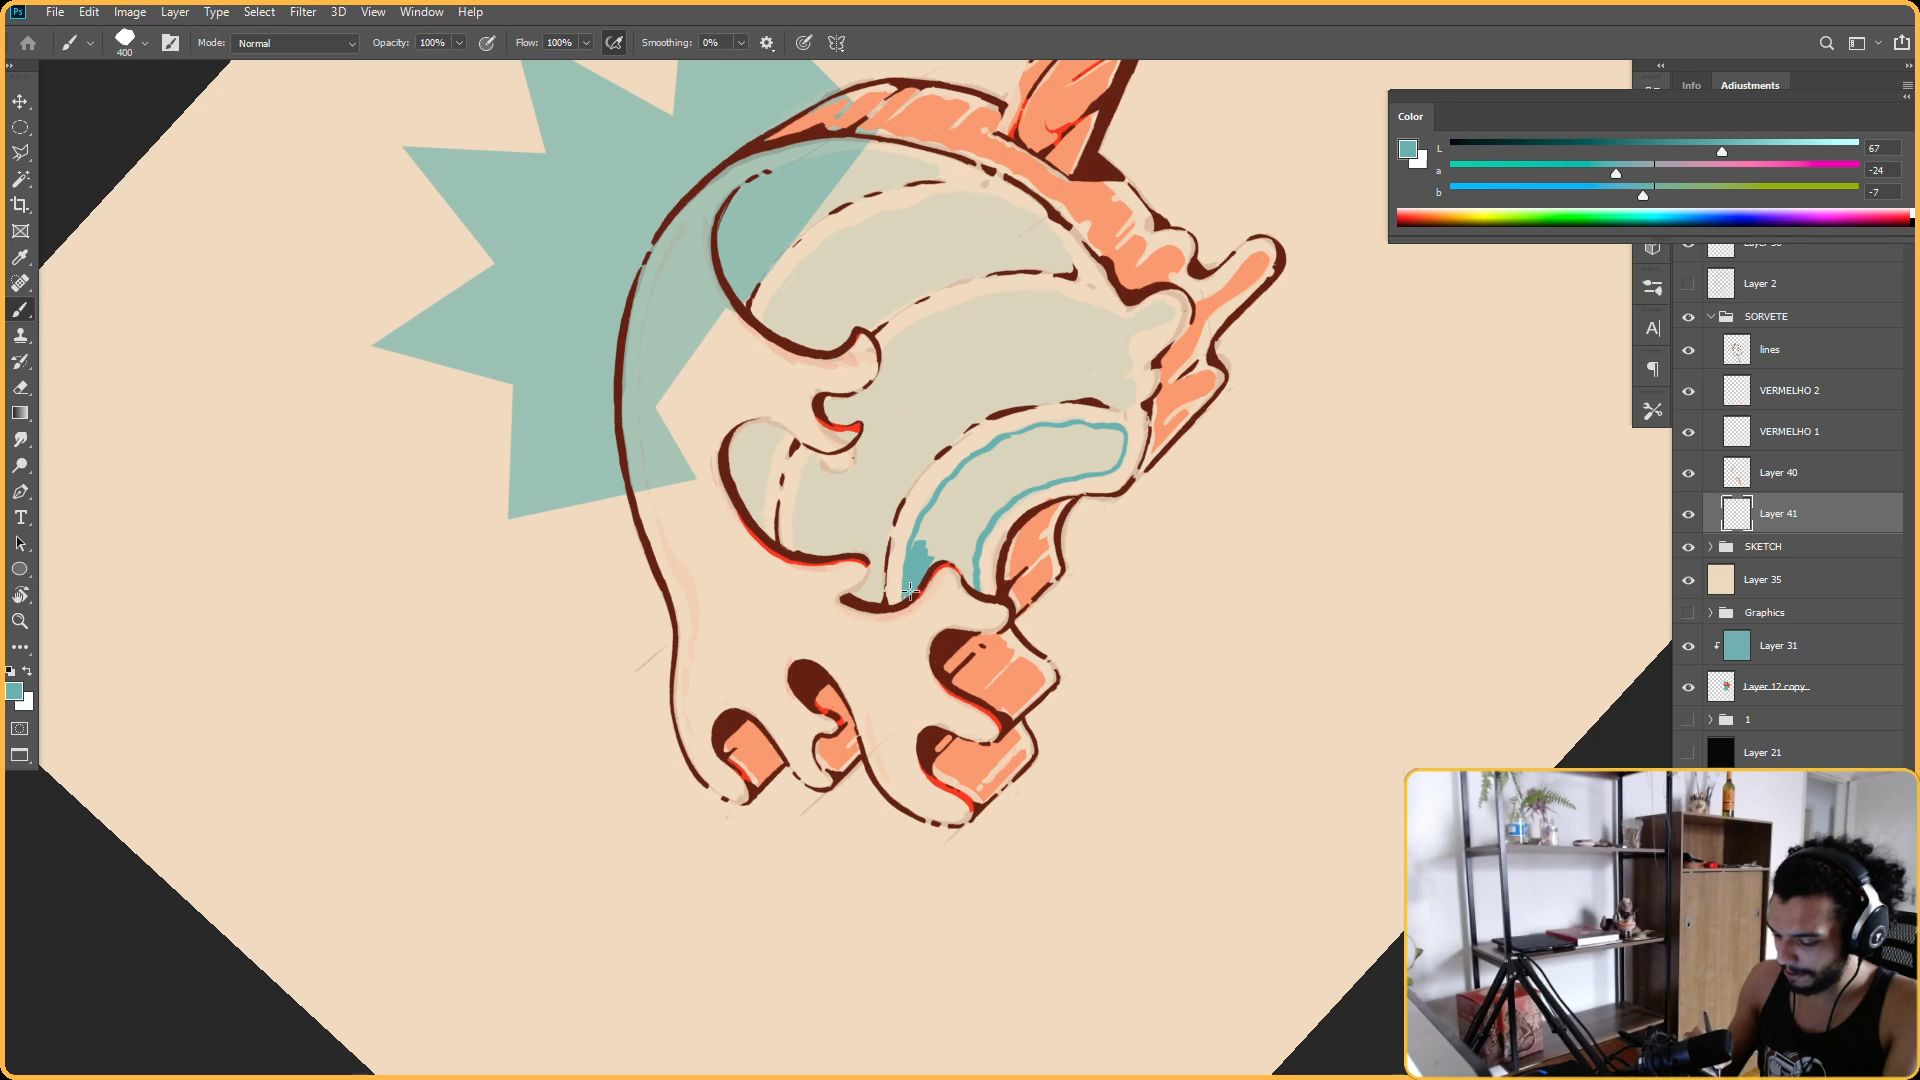 Ps File Edit Image Layer Type Select Filter 3D View Window Help
400 Mode: Normal Opacity: 100% Flow: 100% Smoothing: 0%
Info Adjustments
Color
L 67
a -24
b -7
Layer 2
SORVETE
lines
VERMELHO 2
VERMELHO 1
Layer 40
Layer 41
SKETCH
Layer 35
Graphics
Layer 31
Layer 12 copy
1
Layer 21